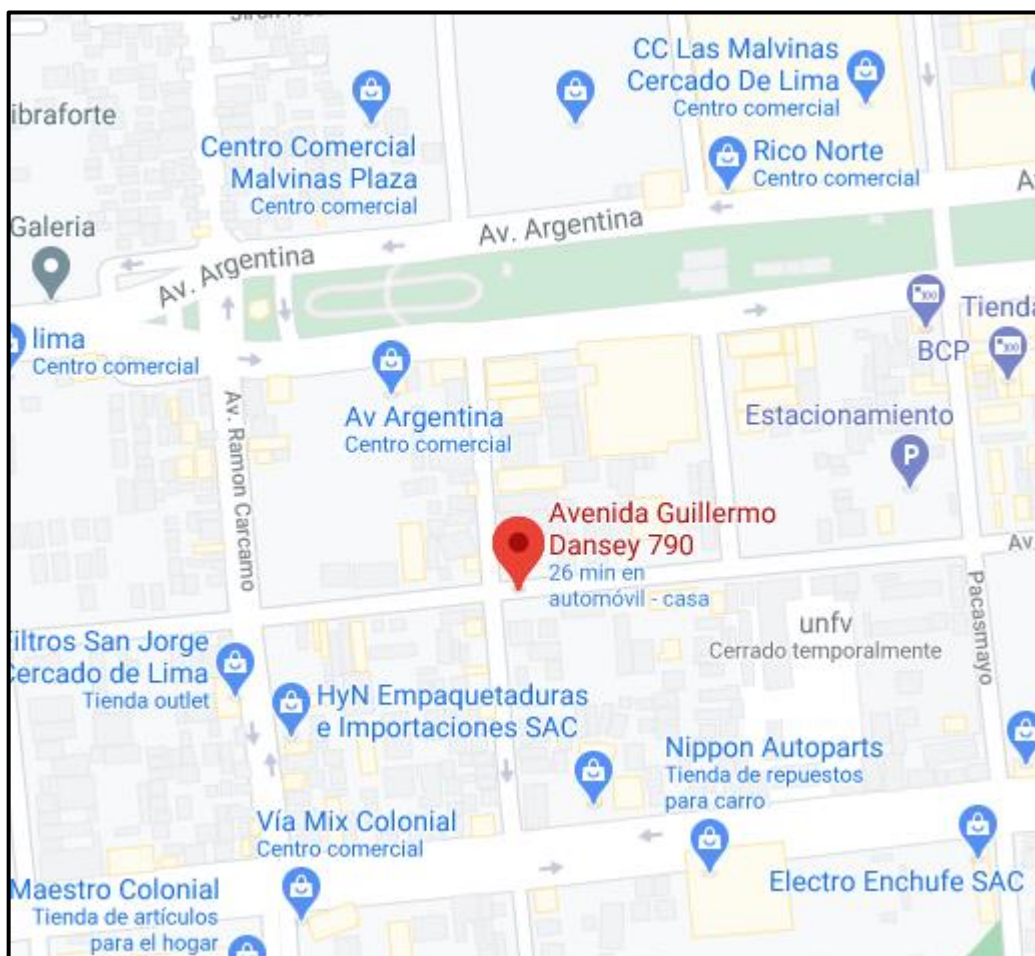 CC Las Malvinas
Cercado De Lima
Centro comercial
ibraforte
Centro Comercial
Malvinas Plaza
Centro comercial
Rico Norte
Centro comercial
Av
Galeria
Av. Argentina
Av. Argentina
lima
Centro comercial
BCP
Tienda
Av Argentina
Centro comercial
Estacionamiento
P
Av. Ramon Carcamo
Avenida Guillermo
Dansey 790
26 min en
automóvil - casa
Av.
unfv
Cerrado temporalmente
Pacasmayo
Filtros San Jorge
Cercado de Lima
Tienda outlet
HyN Empaquetaduras
e Importaciones SAC
Nippon Autoparts
Tienda de repuestos
para carro
Vía Mix Colonial
Centro comercial
Electro Enchufe SAC
Maestro Colonial
Tienda de artículos
para el hogar